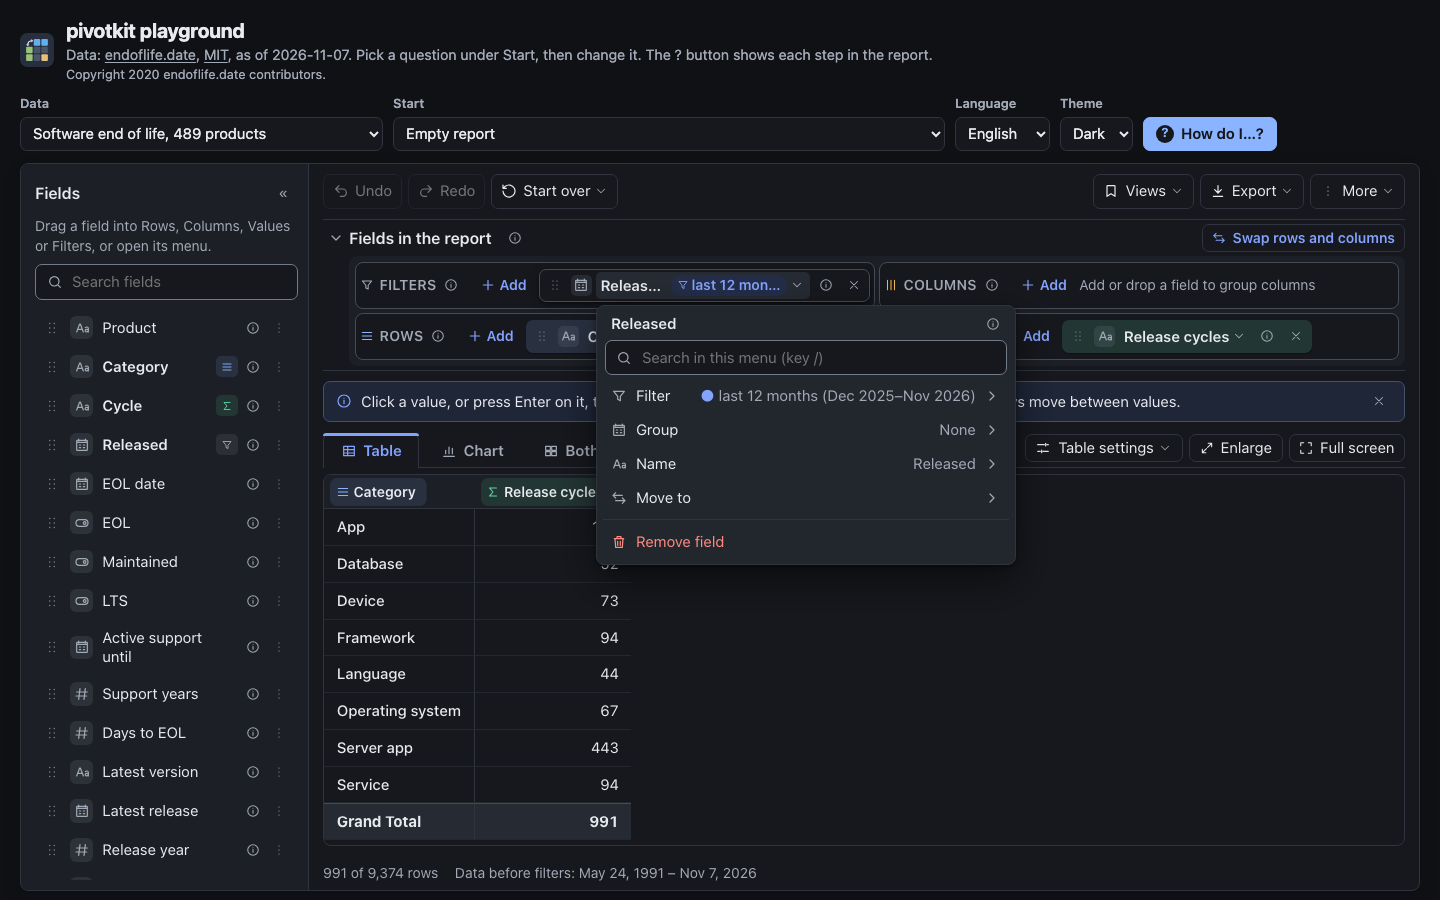 pivotkit playground
Data: endoflife.date, MIT, as of 2026-11-07. Pick a question under Start, then change it. The ? button shows each step in the report.
Copyright 2020 endoflife.date contributors.
Data
Start
Language
Theme
Software end of life, 489 products
Empty report
English
Dark
? How do I...?
Fields
«
Undo
Redo
Start over
Views
Export
More
Drag a field into Rows, Columns, Values
or Filters, or open its menu.
Search fields
Fields in the report
Swap rows and columns
FILTERS
+ Add
Releas...
last 12 mon...
COLUMNS
+ Add
Add or drop a field to group columns
ROWS
+ Add
Aa
Add
Aa Release cycles
Released
Search in this menu (key /)
Filter
last 12 months (Dec 2025–Nov 2026)
Group
None
Aa Name
Released
Move to
Remove field
Click a value, or press Enter on it,
move between values.
Table
Chart
Both
Table settings
Enlarge
Full screen
Category
Σ Release cycle
App
Database
Device
73
Framework
94
Language
44
Operating system
67
Server app
443
Service
94
Grand Total
991
Aa Product
Aa Category
Aa Cycle
Σ
Released
EOL date
EOL
Maintained
LTS
Active support
until
# Support years
# Days to EOL
Aa Latest version
Latest release
# Release year
991 of 9,374 rows
Data before filters: May 24, 1991 – Nov 7, 2026